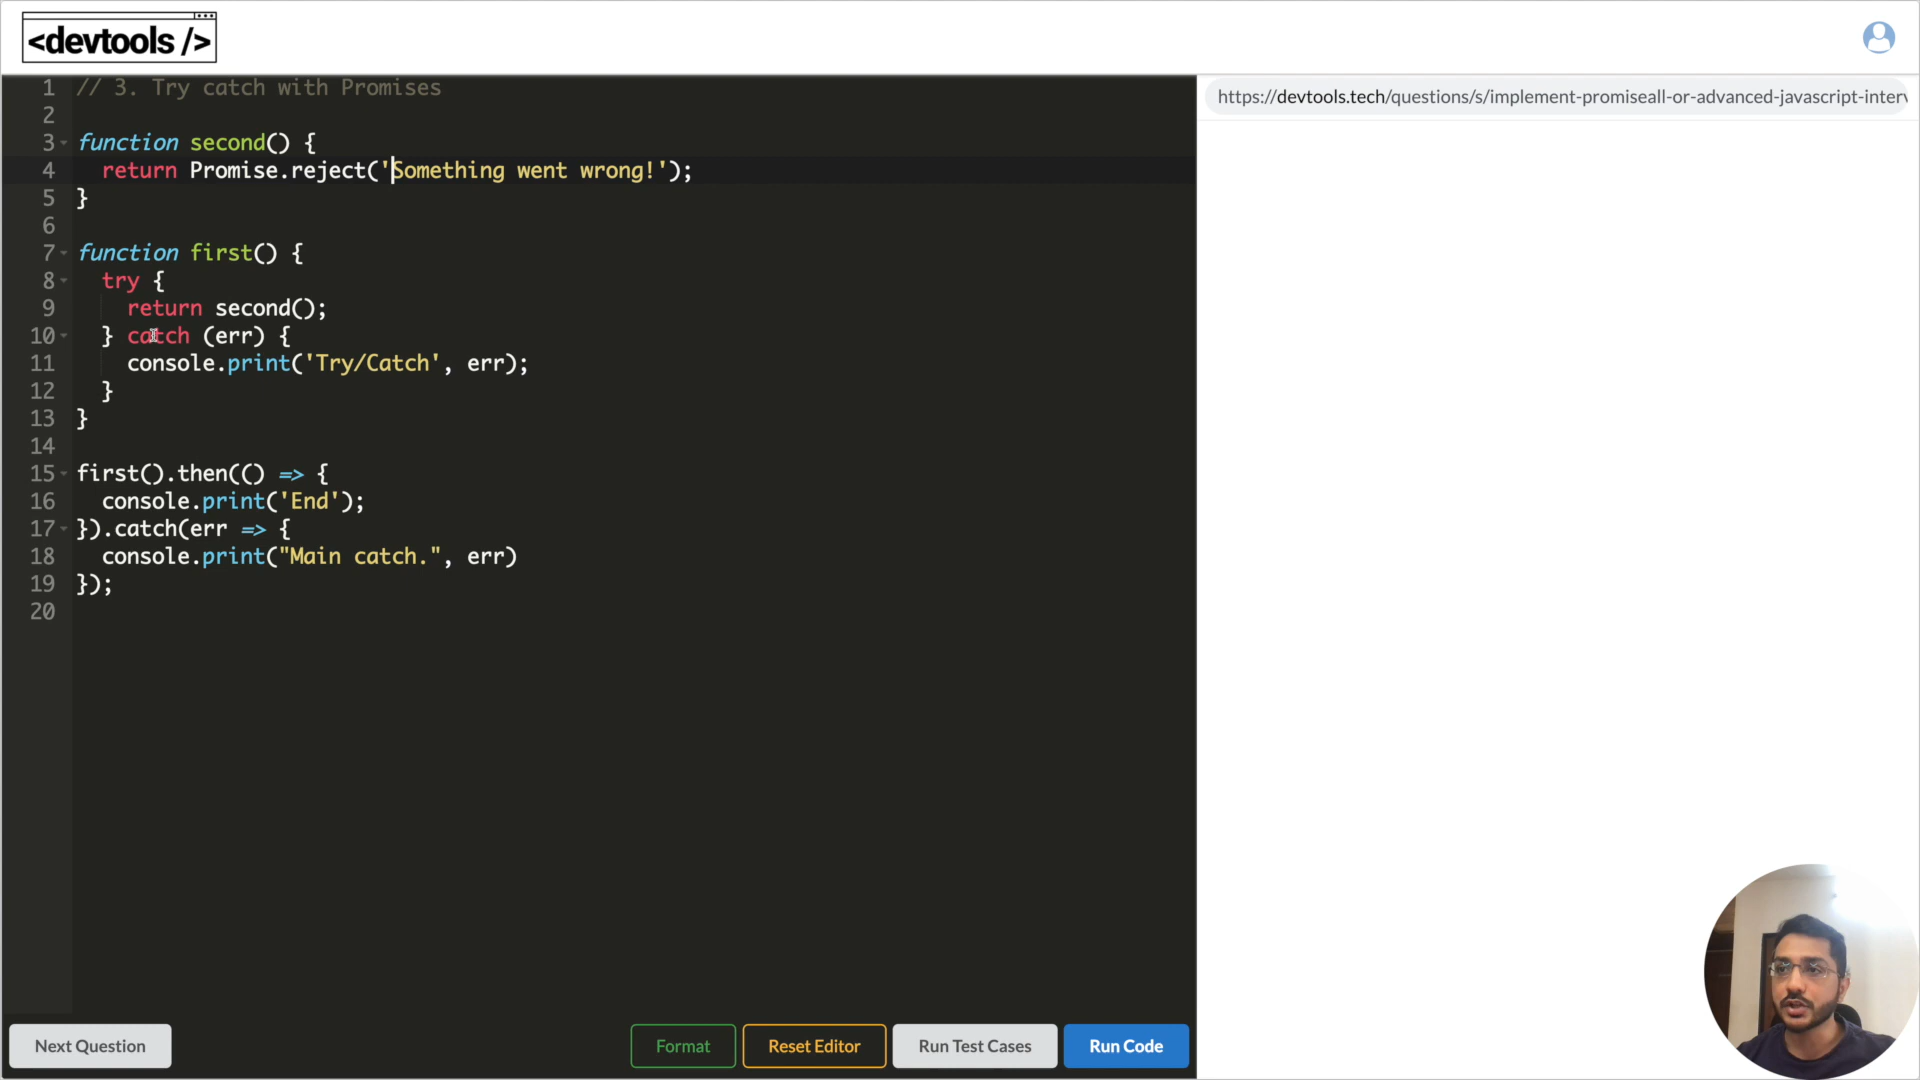 <devtools />
1 // 3. Try catch with Promises
2
3 function second() {
4 return Promise.reject('Something went wrong!');
5 }
6
7 function first() {
8 try {
9 return second();
10 } catch (err) {
11 console.print('Try/Catch', err);
12 }
13 }
14
15 first().then(() => {
16 console.print('End');
17 }).catch(err => {
18 console.print("Main catch.", err)
19 });
20
https://devtools.tech/questions/s/implement-promiseall-or-advanced-javascript-interv
Next Question
Format
Reset Editor
Run Test Cases
Run Code